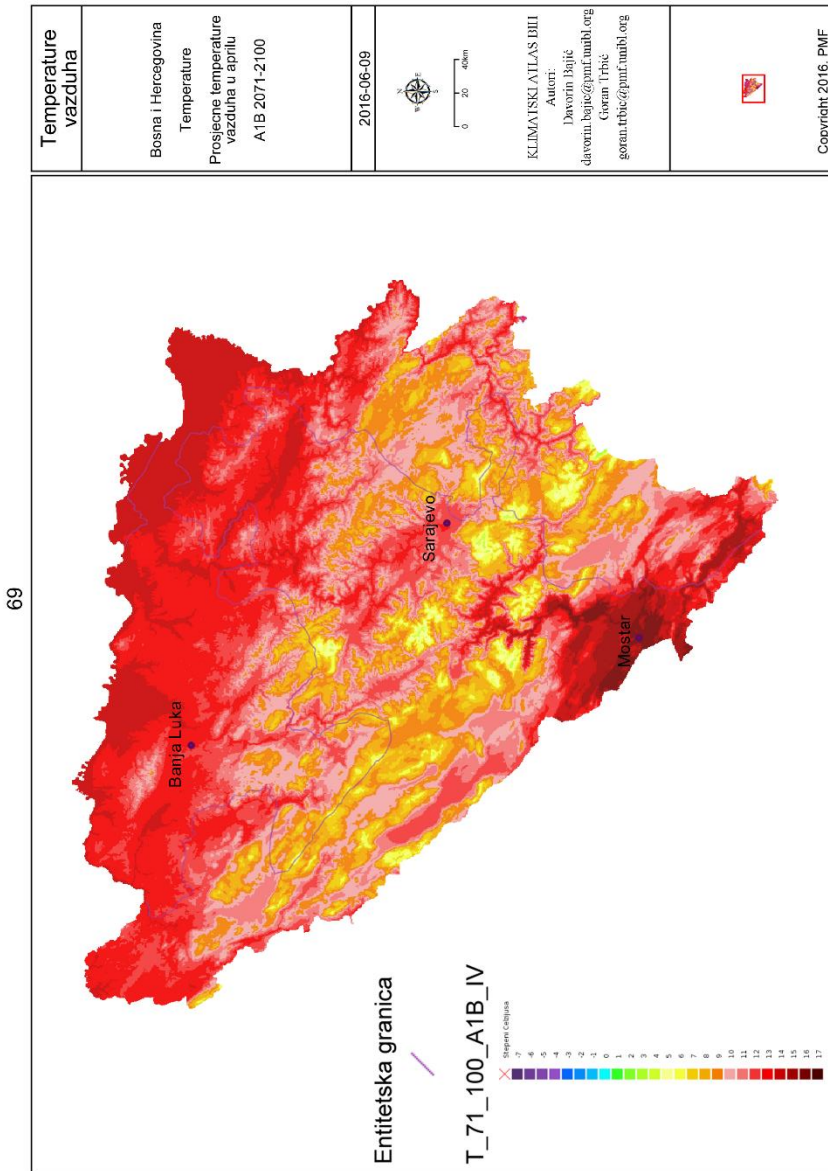 69
Temperature
vazduha
Bosna i Hercegovina
Temperature
Prosjecne temperature
vazduha u aprilu
A1B 2071-2100
2016-06-09
N
W
E
S
0
20
40km
KLIMATSKI ATLAS BIH
Autori:
Davorin Bajić
davorin.bajic@pmf.unibl.org
Goran Trbić
goran.trbic@pmf.unibl.org
Copyright 2016. PMF
Banja Luka
Sarajevo
Mostar
Entitetska granica
T_71_100_A1B_IV
Stepeni Celzijusa
-7
-6
-5
-4
-3
-2
-1
0
1
2
3
4
5
6
7
8
9
10
11
12
13
14
15
16
17